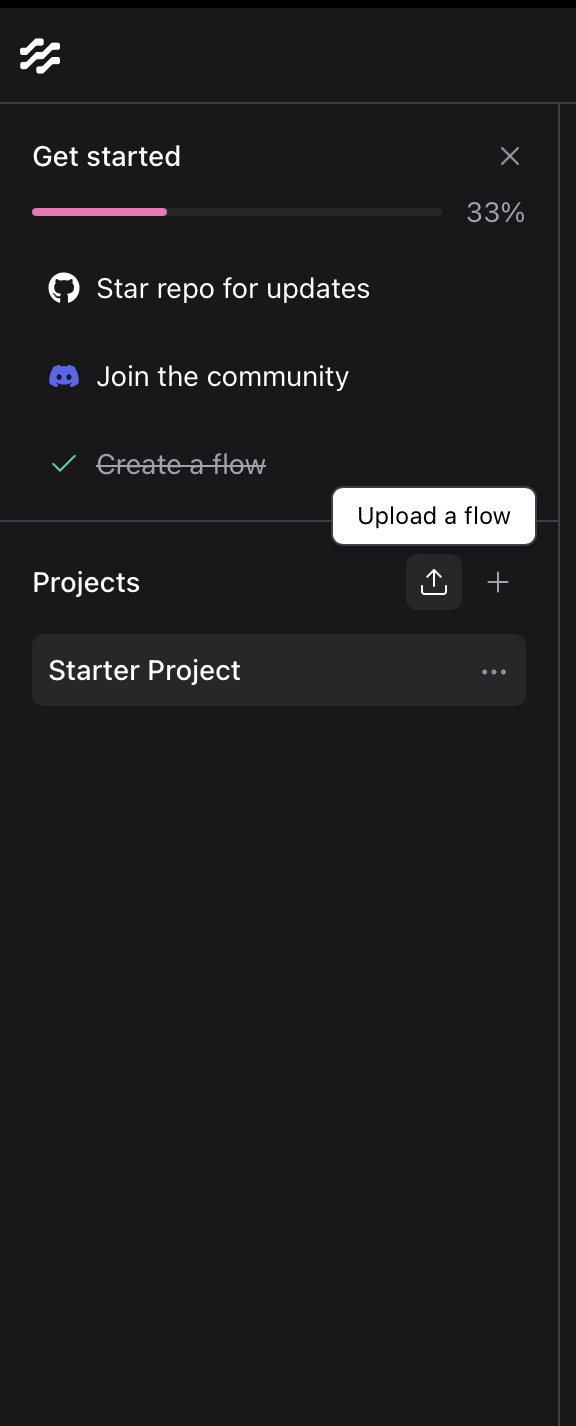 Get started
33%
Star repo for updates
Join the community
Create a flow
Upload a flow
Projects
Starter Project